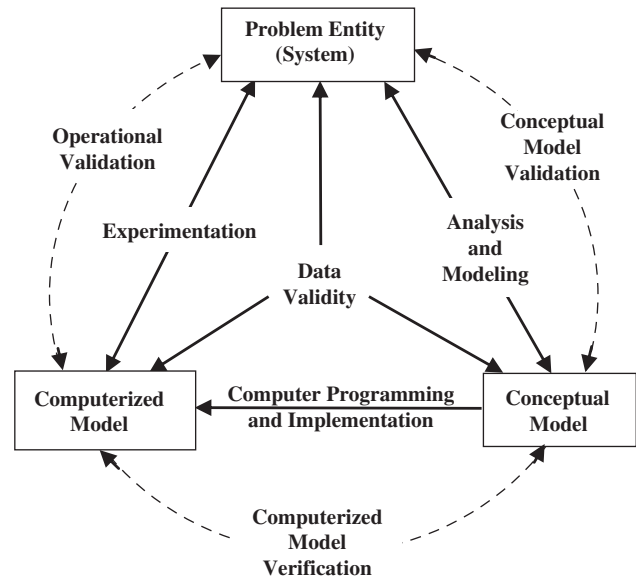 Problem Entity
(System)
Operational
Validation
Conceptual
Model
Validation
Experimentation
Analysis
and
Modeling
Data
Validity
Computerized
Model
Computer Programming
and Implementation
Conceptual
Model
Computerized
Model
Verification